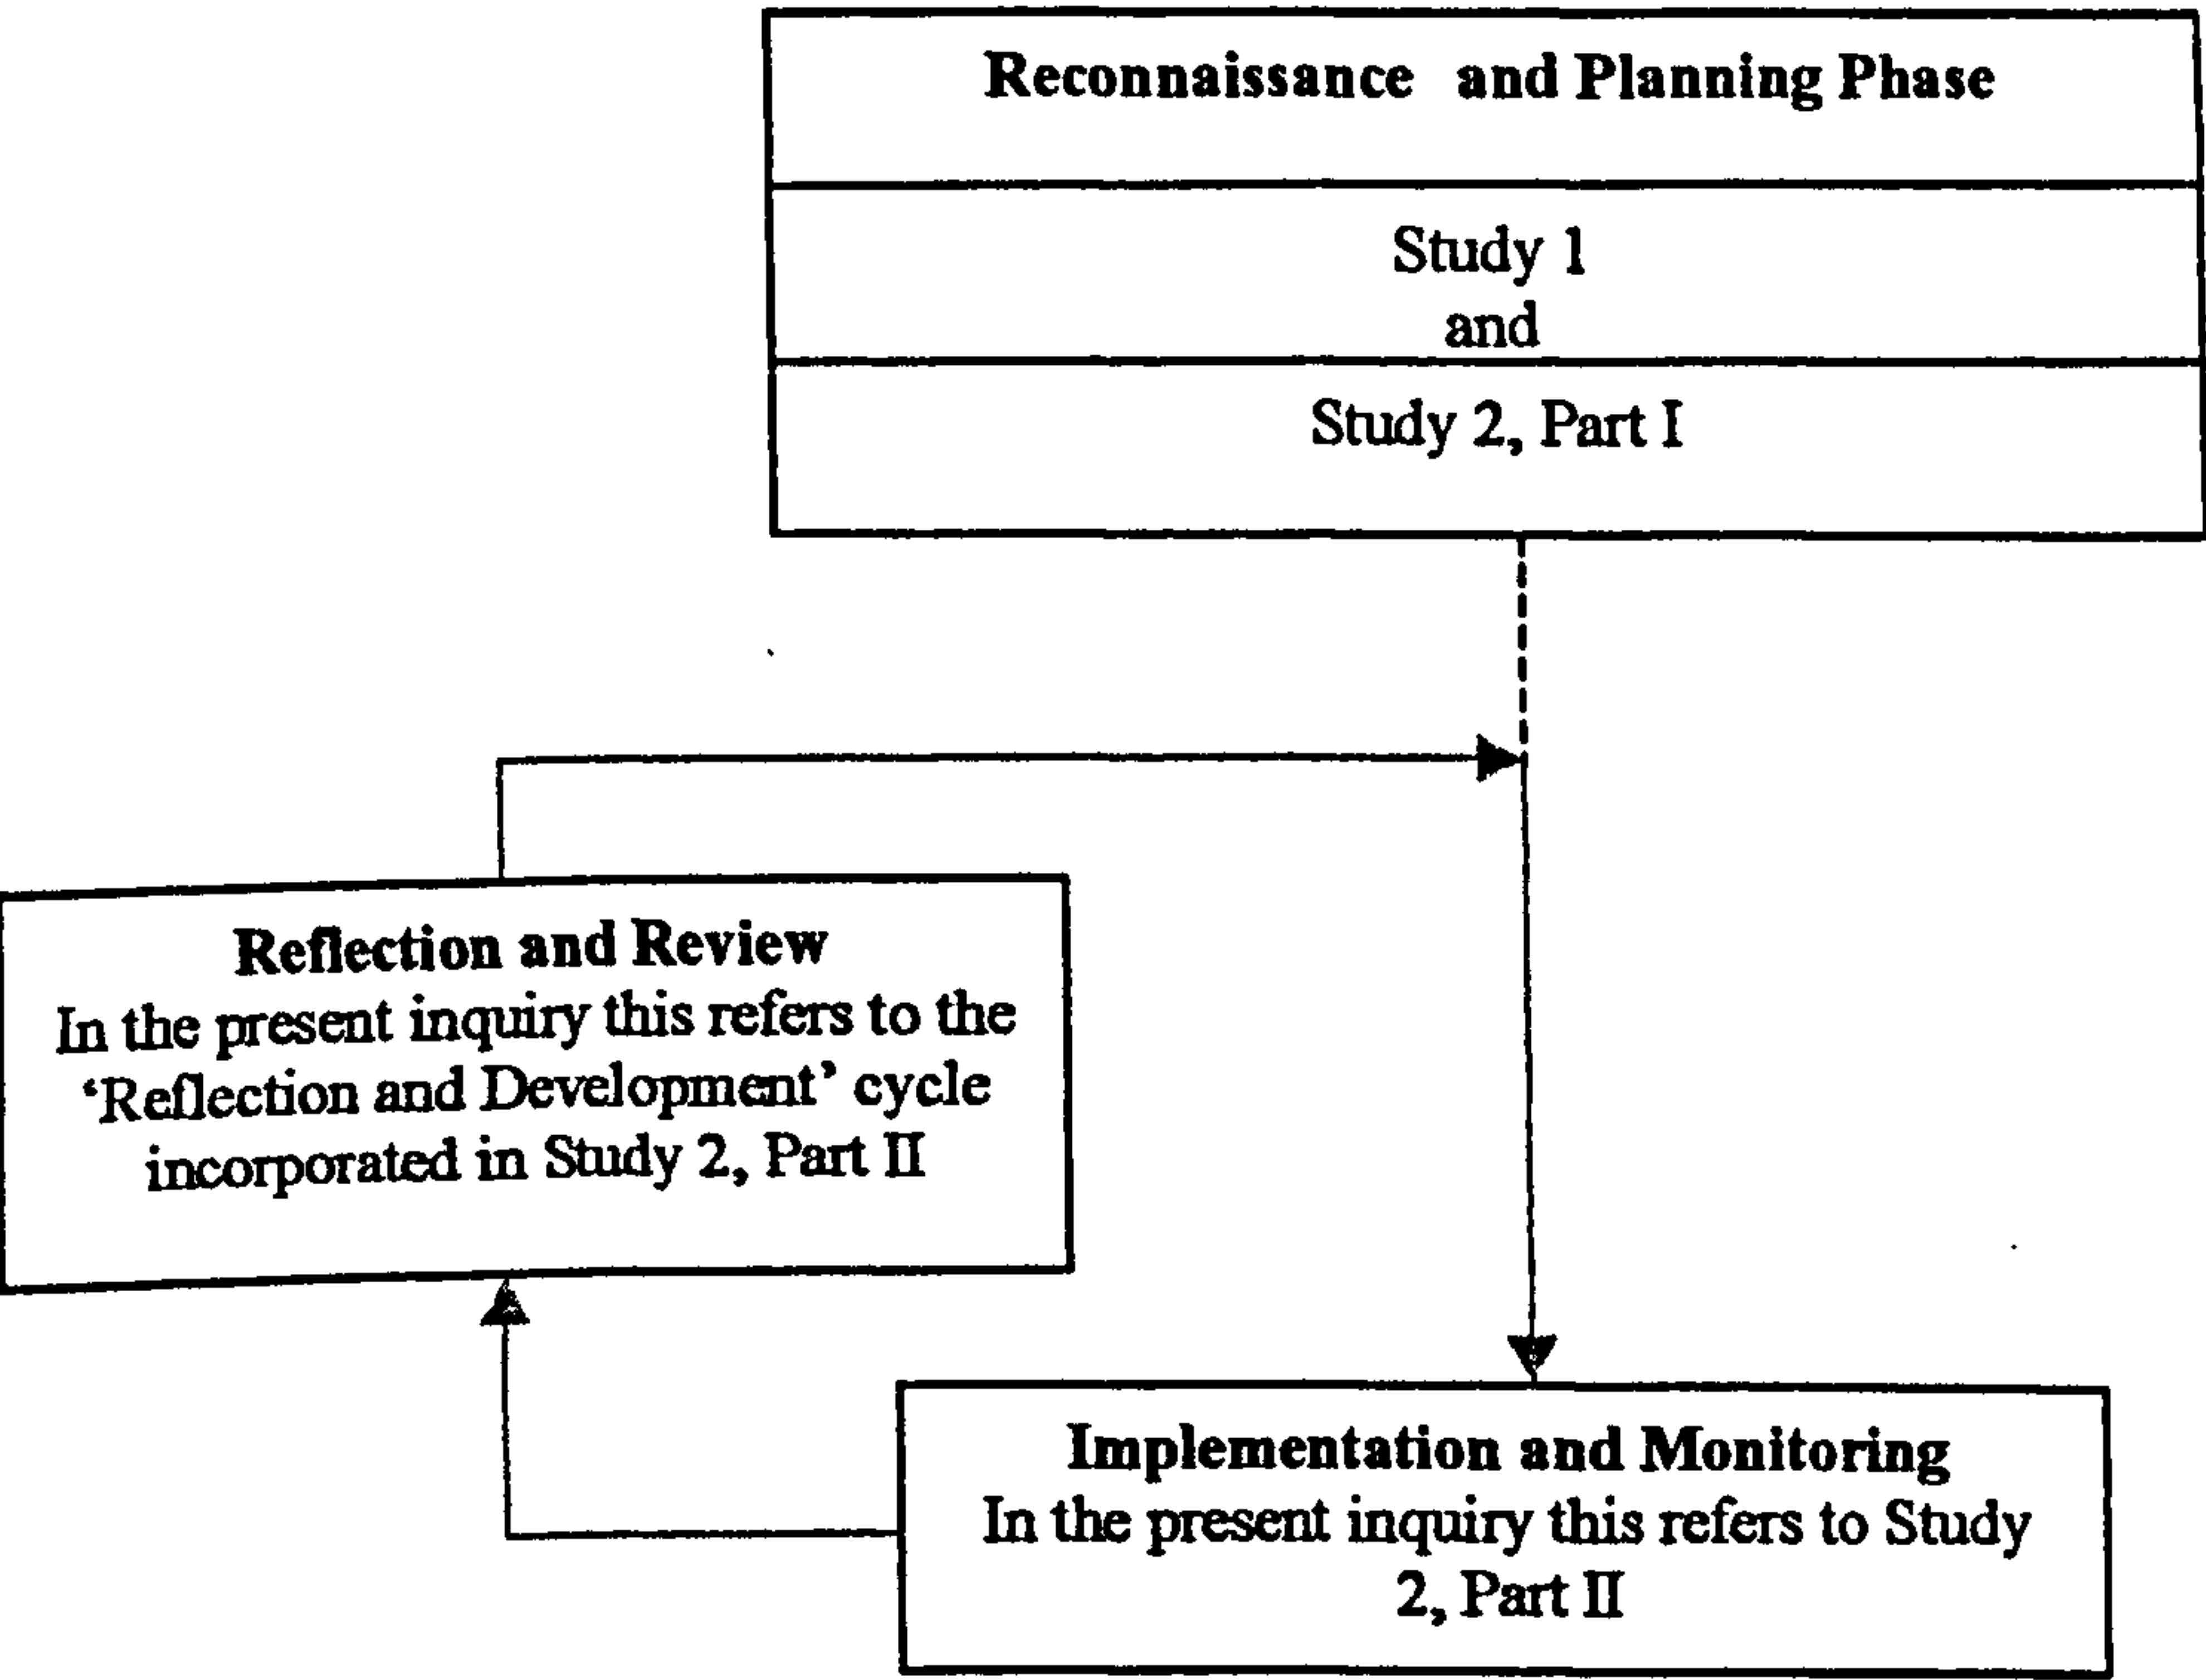 Reconnaissance and Planning Phase
Study 1
and
Study 2, Part I
Reflection and Review
In the present inquiry this refers to the
‘Reflection and Development’ cycle
incorporated in Study 2, Part II
Implementation and Monitoring
In the present inquiry this refers to Study
2, Part II